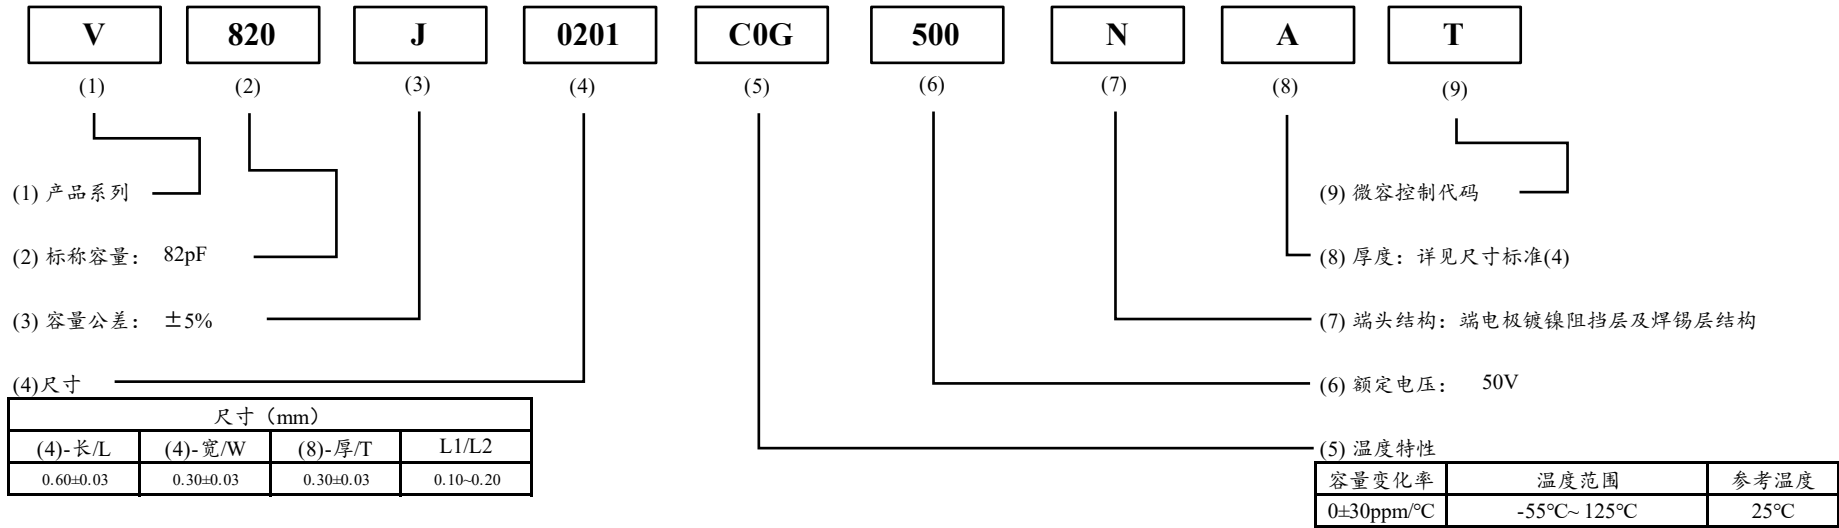 V 820 J 0201 C0G 500 N A T
(1) (2) (3) (4) (5) (6) (7) (8) (9)
(1) 产品系列
(9) 微容控制代码
(2) 标称容量： 82pF
(8) 厚度：详见尺寸标准(4)
(3) 容量公差： ±5%
(7) 端头结构：端电极镀镍阻挡层及焊锡层结构
(4)尺寸
(6) 额定电压： 50V
尺寸（mm）
(4)-长/L (4)-宽/W (8)-厚/T L1/L2
0.60±0.03 0.30±0.03 0.30±0.03 0.10~0.20
(5) 温度特性
容量变化率 温度范围 参考温度
0±30ppm/℃ -55℃~ 125℃ 25℃